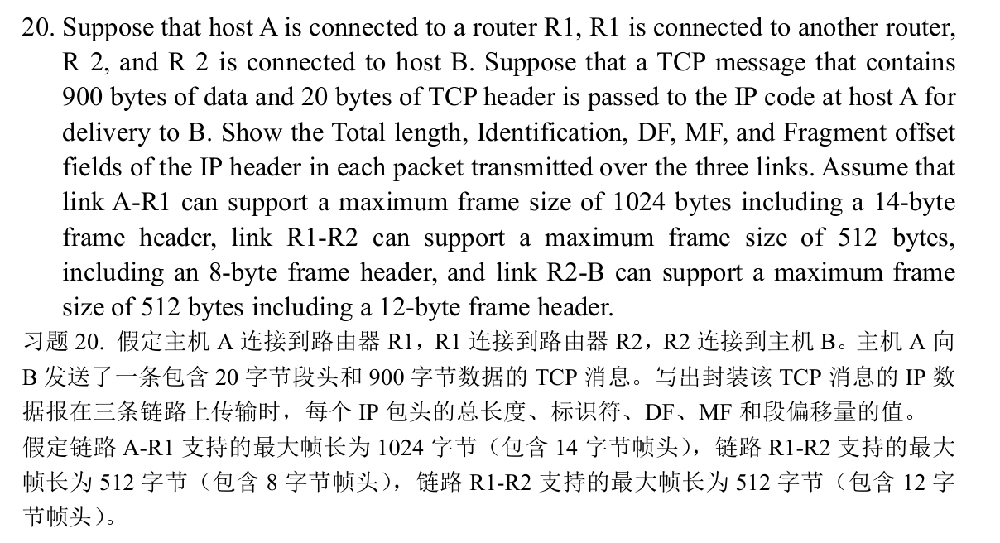 20. Suppose that host A is connected to a router R1, R1 is connected to another router,
R 2, and R 2 is connected to host B. Suppose that a TCP message that contains
900 bytes of data and 20 bytes of TCP header is passed to the IP code at host A for
delivery to B. Show the Total length, Identification, DF, MF, and Fragment offset
fields of the IP header in each packet transmitted over the three links. Assume that
link A-R1 can support a maximum frame size of 1024 bytes including a 14-byte
frame header, link R1-R2 can support a maximum frame size of 512 bytes,
including an 8-byte frame header, and link R2-B can support a maximum frame
size of 512 bytes including a 12-byte frame header.
习题 20. 假定主机 A 连接到路由器 R1，R1 连接到路由器 R2，R2 连接到主机 B。主机 A 向
B 发送了一条包含 20 字节段头和 900 字节数据的 TCP 消息。写出封装该 TCP 消息的 IP 数
据报在三条链路上传输时，每个 IP 包头的总长度、标识符、DF、MF 和段偏移量的值。
假定链路 A-R1 支持的最大帧长为 1024 字节（包含 14 字节帧头），链路 R1-R2 支持的最大
帧长为 512 字节（包含 8 字节帧头），链路 R1-R2 支持的最大帧长为 512 字节（包含 12 字
节帧头）。